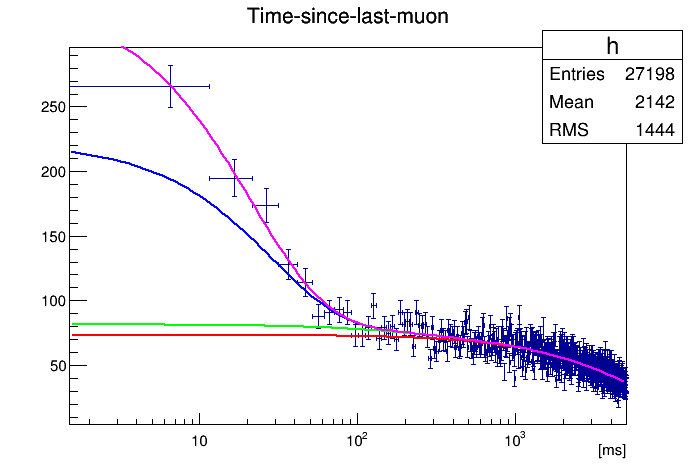 Time-since-last-muon
h
Entries 27198
Mean 2142
RMS 1444
250
200
150
100
50
10
10²
10³
[ms]